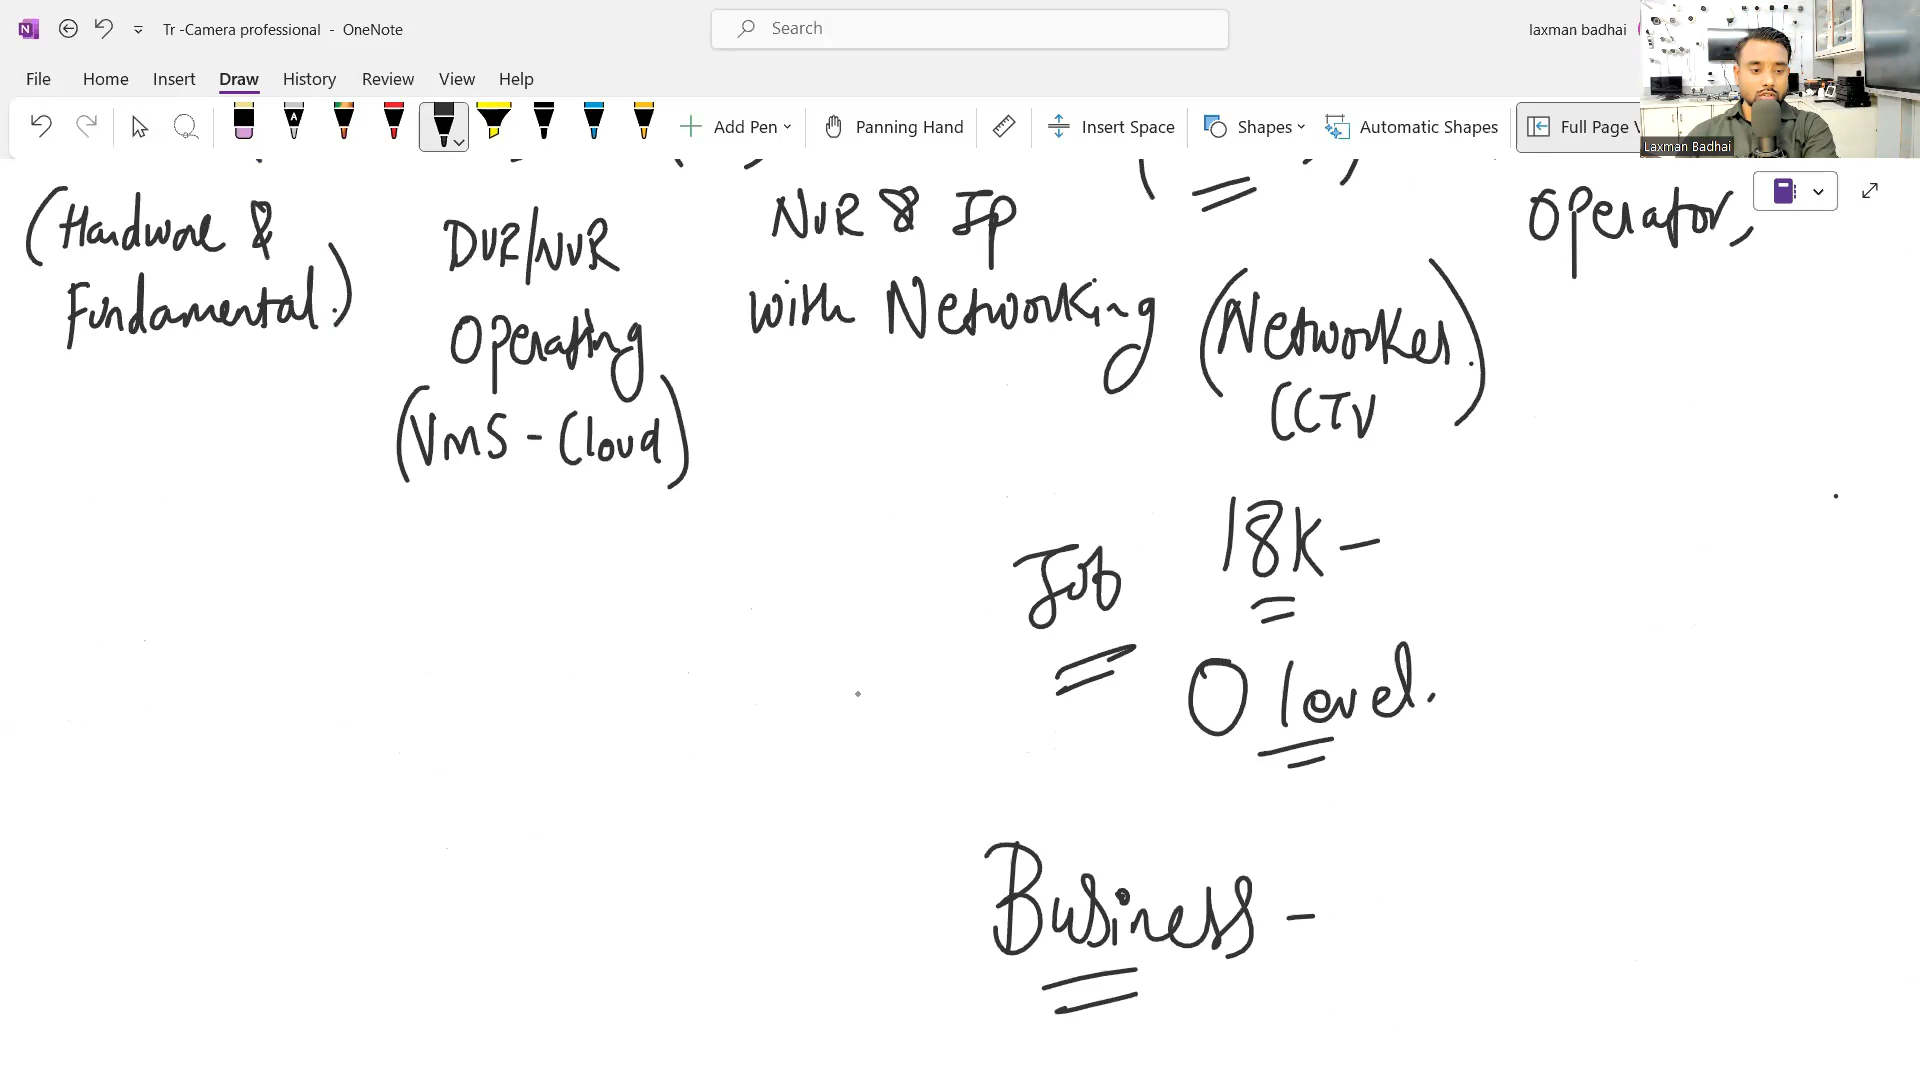 Tr -Camera professional - OneNote
Search
laxman badhai
File Home Insert Draw History Review View Help
Add Pen Panning Hand Insert Space Shapes Automatic Shapes Full Page
Laxman Badhai
(Hardware &
Fundamental.)
DVR/NVR
Operating
(VMS - Cloud)
NVR & IP
with Networking
(Networker.)
CCTV
Operator,
Job
18K -
O level.
Business -